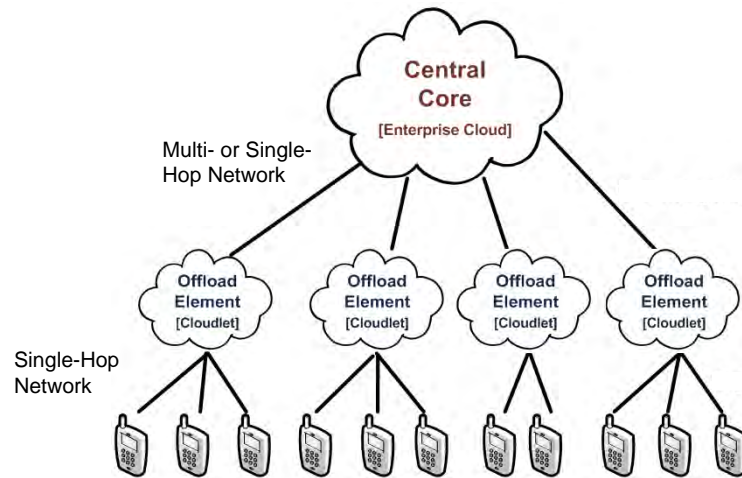 Central
Core
[Enterprise Cloud]
Multi- or Single-
Hop Network
Offload
Element
[Cloudlet]
Offload
Element
[Cloudlet]
Offload
Element
[Cloudlet]
Offload
Element
[Cloudlet]
Single-Hop
Network